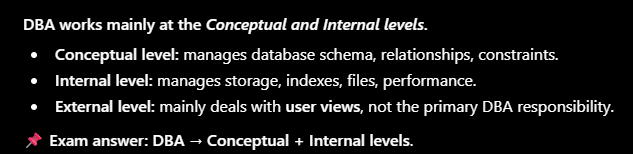 DBA works mainly at the Conceptual and Internal levels.
• Conceptual level: manages database schema, relationships, constraints.
• Internal level: manages storage, indexes, files, performance.
• External level: mainly deals with user views, not the primary DBA responsibility.
📌 Exam answer: DBA → Conceptual + Internal levels.